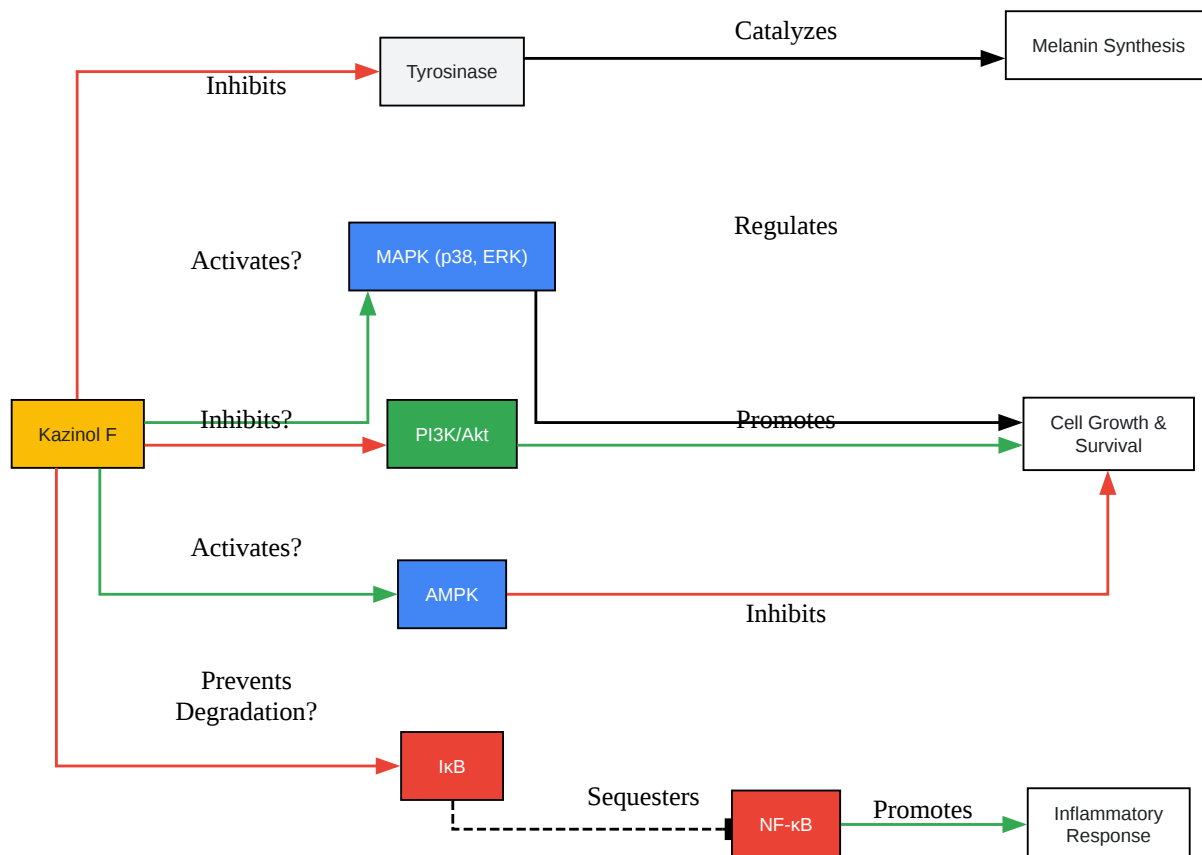 Catalyzes
Melanin Synthesis
Tyrosinase
Inhibits
Regulates
Activates?
MAPK (p38, ERK)
Kazinol F
Inhibits?
PI3K/Akt
Promotes
Cell Growth &
Survival
Activates?
AMPK
Inhibits
Prevents
Degradation?
IκB
Sequesters
NF-κB
Promotes
Inflammatory
Response